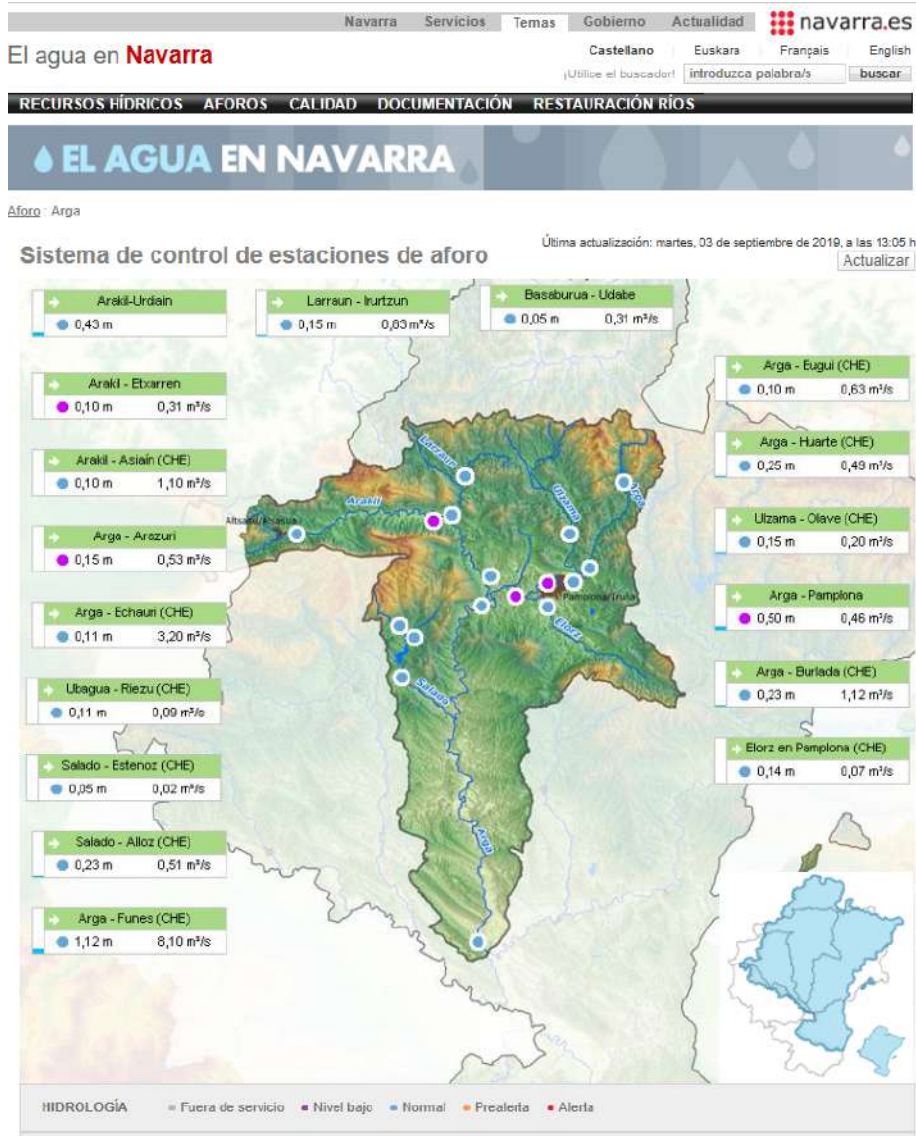 Navarra Servicios Temas Gobierno Actualidad navarra.es
El agua en Navarra
Castellano Euskara Français English
¡Utilice el buscador! introduzca palabra/s buscar
RECURSOS HÍDRICOS AFOROS CALIDAD DOCUMENTACIÓN RESTAURACIÓN RÍOS
EL AGUA EN NAVARRA
Aforo : Arga
Última actualización: martes, 03 de septiembre de 2019, a las 13:05 h
Sistema de control de estaciones de aforo
Actualizar
Arakil-Urdiain
0,43 m
Larraun - Irurtzun
0,15 m 0,83 m³/s
Basaburua - Udabe
0,05 m 0,31 m³/s
Arakil - Etxarren
0,10 m 0,31 m³/s
Arakil - Asiaín (CHE)
0,10 m 1,10 m³/s
Arga - Arazuri
0,15 m 0,53 m³/s
Arga - Echauri (CHE)
0,11 m 3,20 m³/s
Ubagua - Riezu (CHE)
0,11 m 0,09 m³/s
Salado - Estenoz (CHE)
0,05 m 0,02 m³/s
Salado - Alloz (CHE)
0,23 m 0,51 m³/s
Arga - Funes (CHE)
1,12 m 8,10 m³/s
Arga - Eugui (CHE)
0,10 m 0,63 m³/s
Arga - Huarte (CHE)
0,25 m 0,49 m³/s
Ulzama - Olave (CHE)
0,15 m 0,20 m³/s
Arga - Pamplona
0,50 m 0,46 m³/s
Arga - Burlada (CHE)
0,23 m 1,12 m³/s
Elorz en Pamplona (CHE)
0,14 m 0,07 m³/s
Larraun
Arakil
Ulzama
Arga
Altsasu/Alsasua
Pamplona/Iruña
Elorz
Salado
Arga
HIDROLOGÍA Fuera de servicio Nivel bajo Normal Prealerta Alerta